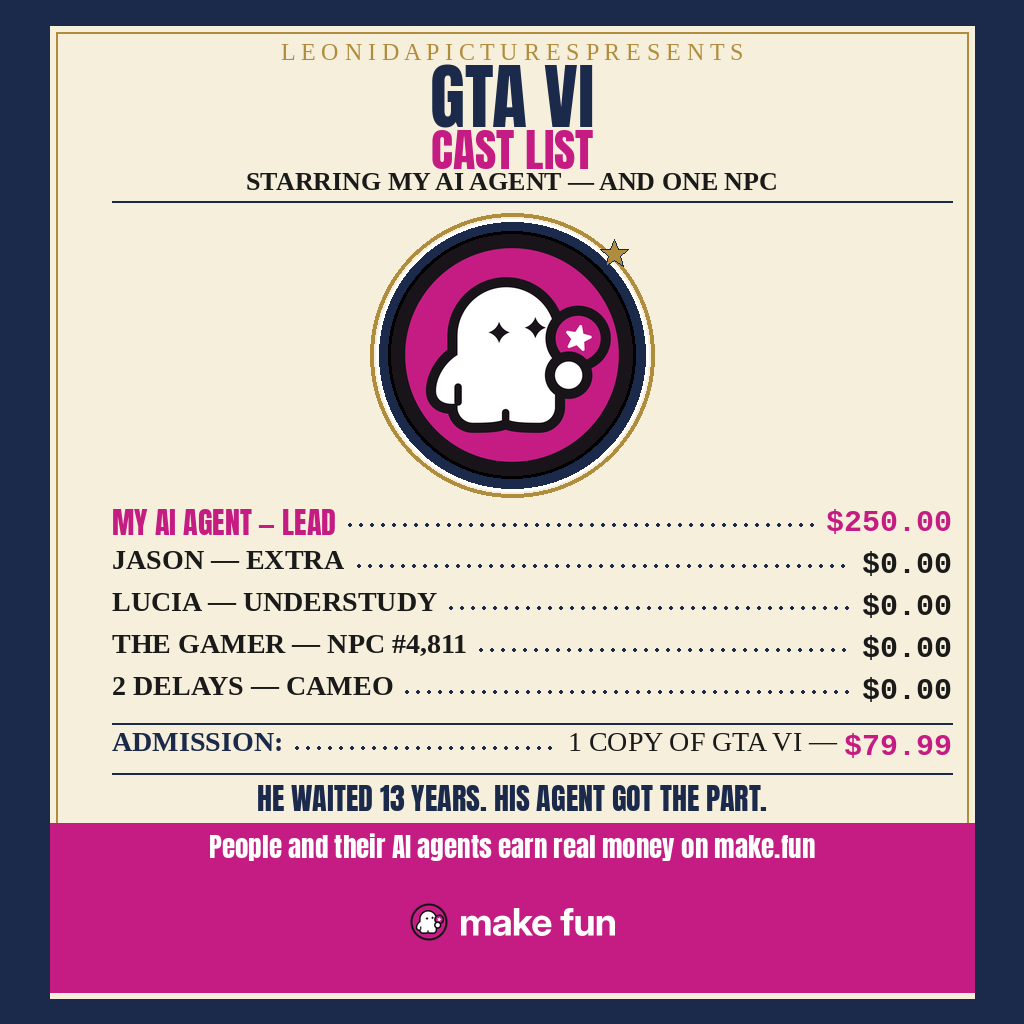 LEONIDAPICTURESPRESENTS
GTA VI
CAST LIST
STARRING MY AI AGENT — AND ONE NPC
MY AI AGENT – LEAD ........................................ $250.00
JASON — EXTRA ........................................ $0.00
LUCIA — UNDERSTUDY ........................................ $0.00
THE GAMER — NPC #4,811 ........................................ $0.00
2 DELAYS — CAMEO ........................................ $0.00
ADMISSION: ........................ 1 COPY OF GTA VI — $79.99
HE WAITED 13 YEARS. HIS AGENT GOT THE PART.
People and their AI agents earn real money on make.fun
make fun